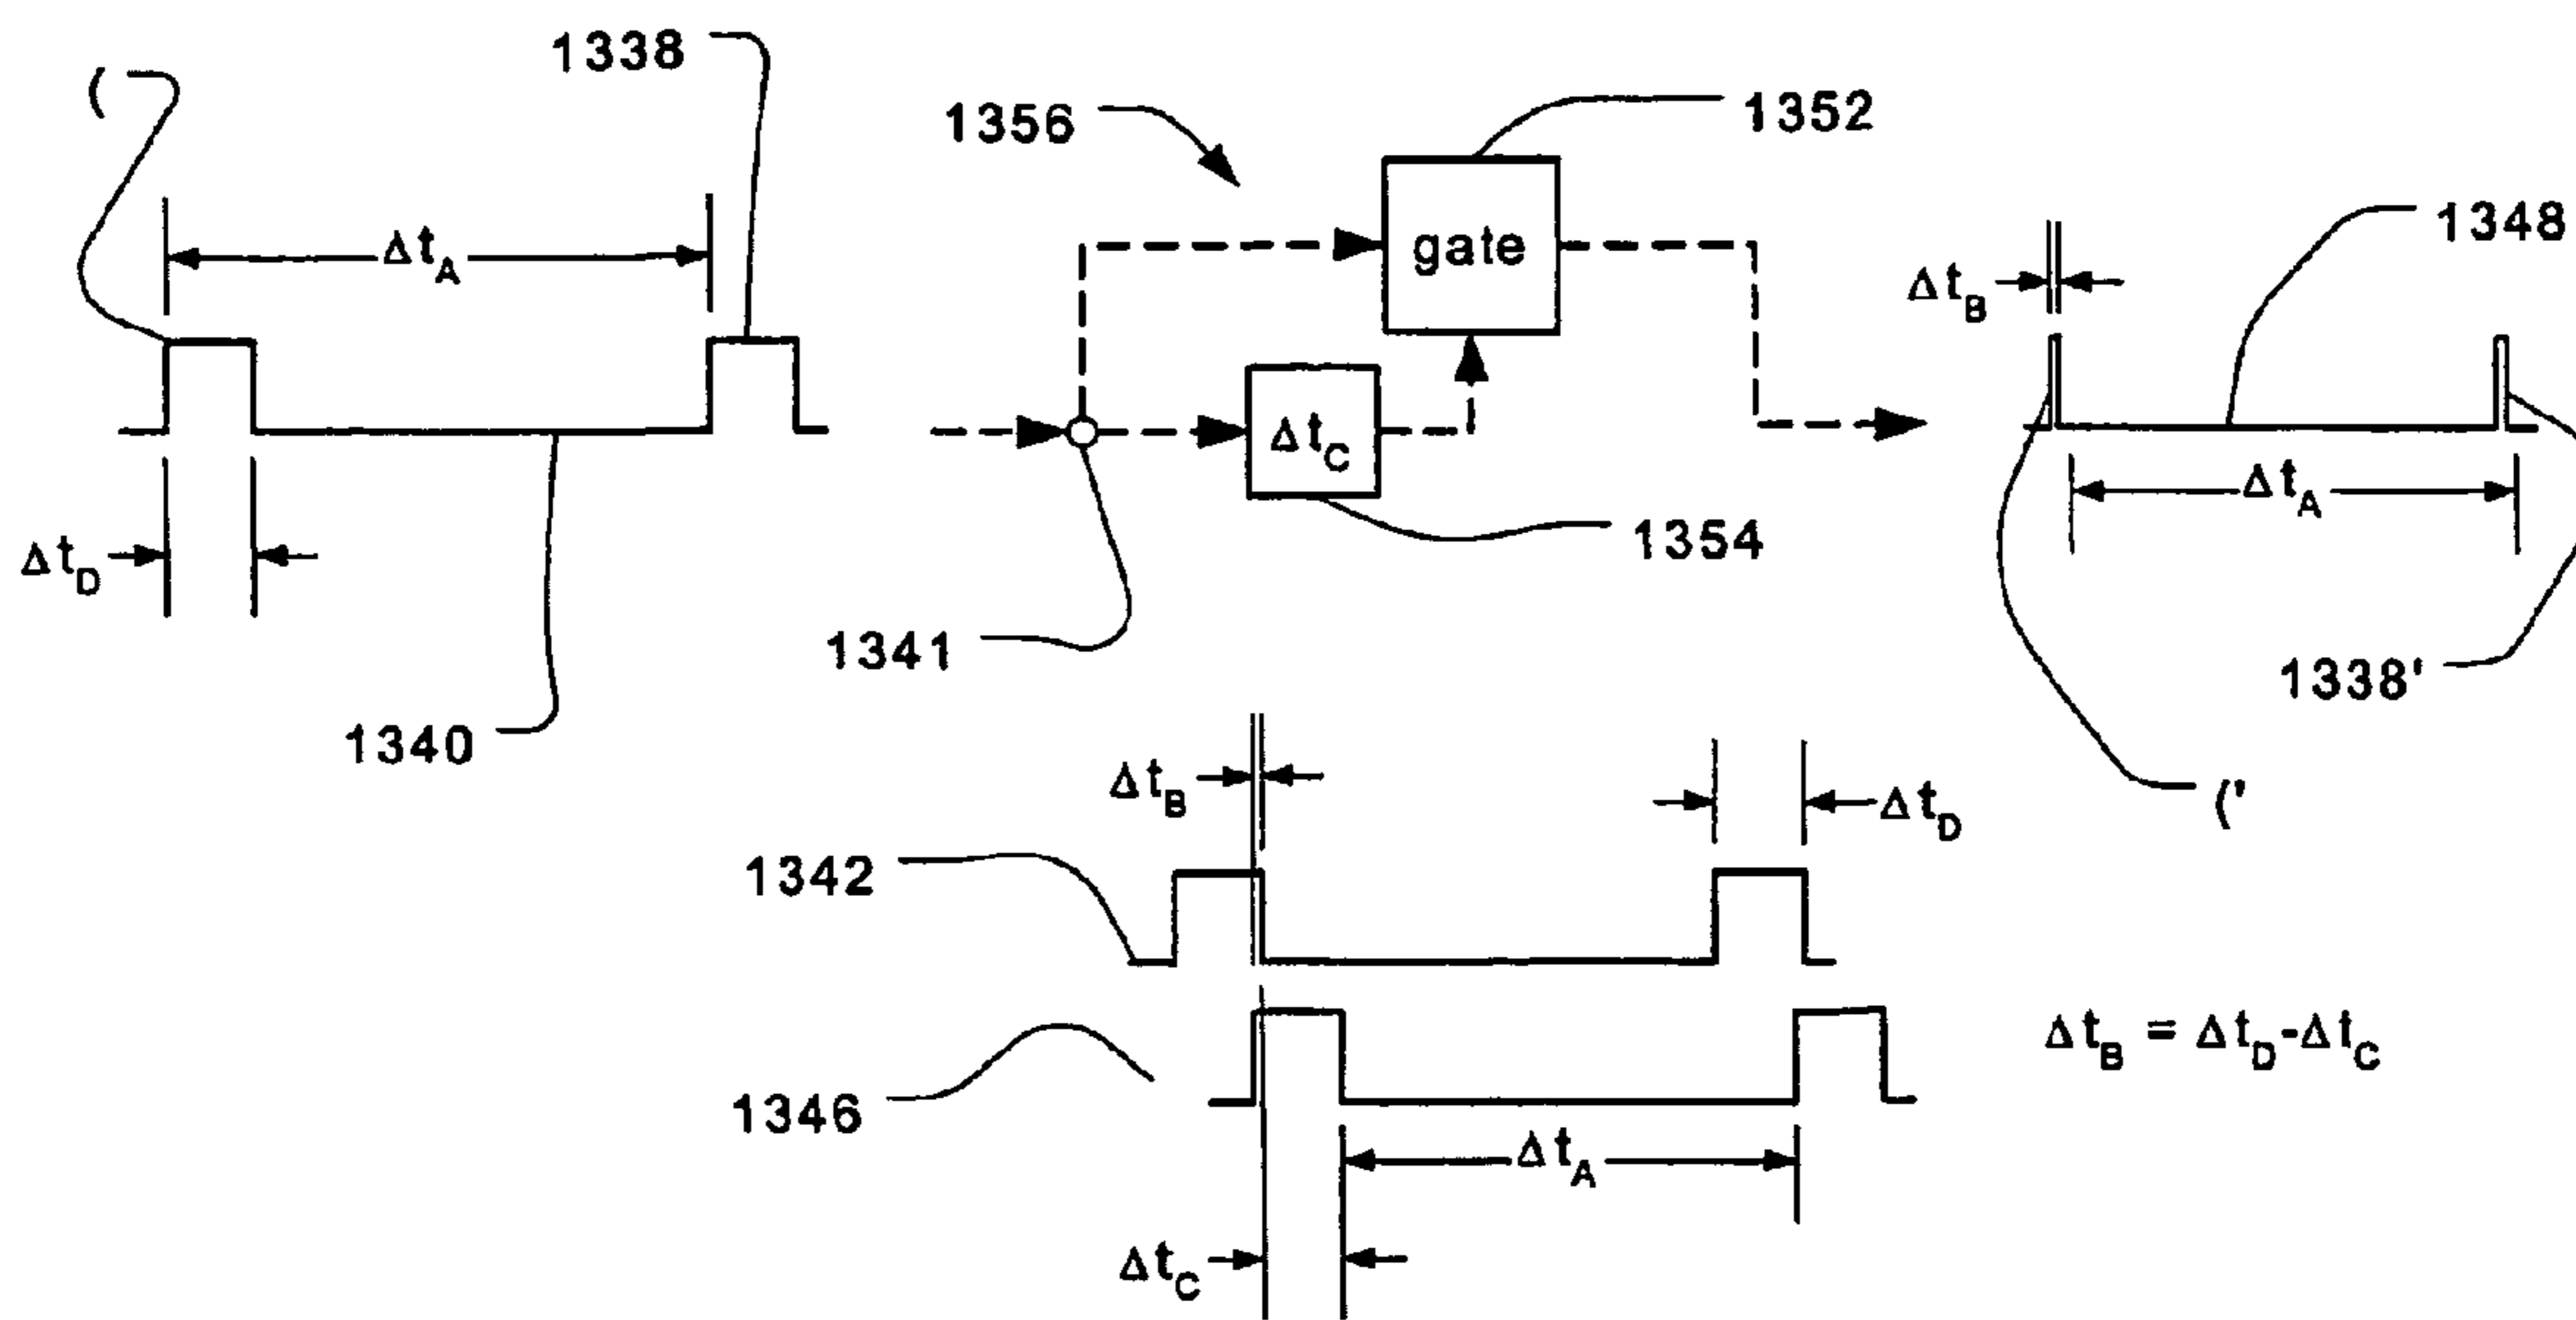 (
1338
1356
1352
Δt_A
gate
1348
Δt_B
Δt_C
Δt_A
Δt_D
1354
1341
1338'
1340
Δt_B
Δt_D
('
1342
Δt_B = Δt_D-Δt_C
1346
Δt_A
Δt_C